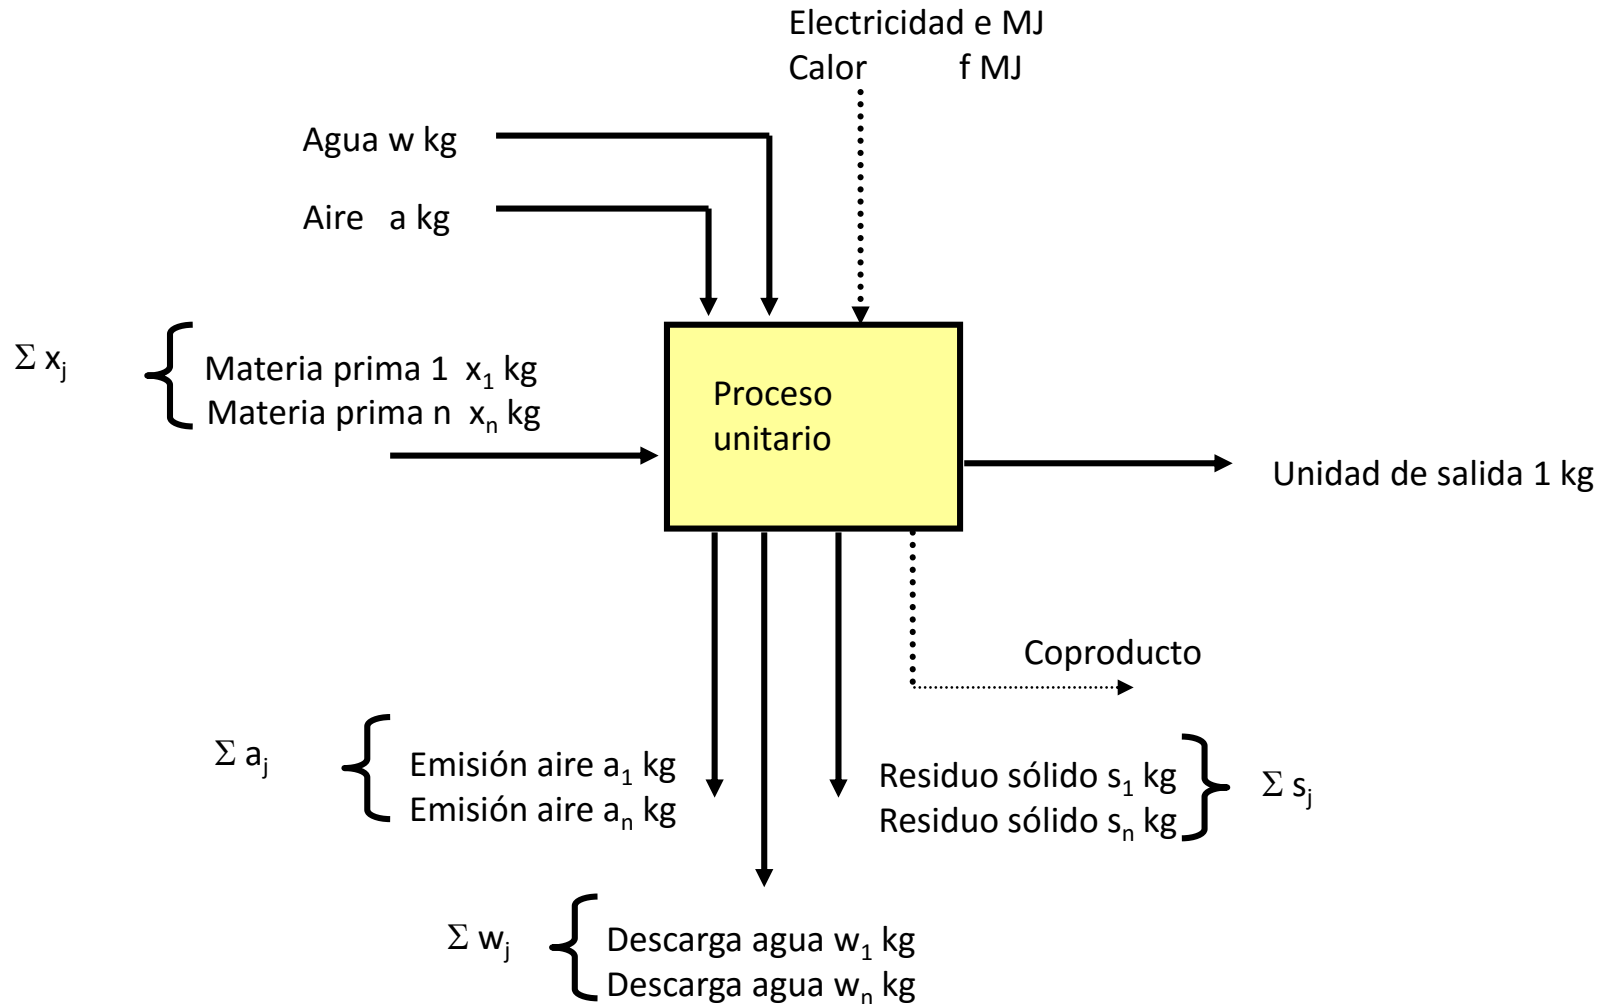 Electricidad e MJ
Calor f MJ
Agua w kg
Aire a kg
Σ xj
Materia prima 1 x1 kg
Materia prima n xn kg
Proceso
unitario
Unidad de salida 1 kg
Coproducto
Σ aj
Emisión aire a1 kg
Emisión aire an kg
Residuo sólido s1 kg
Residuo sólido sn kg
Σ sj
Σ wj
Descarga agua w1 kg
Descarga agua wn kg